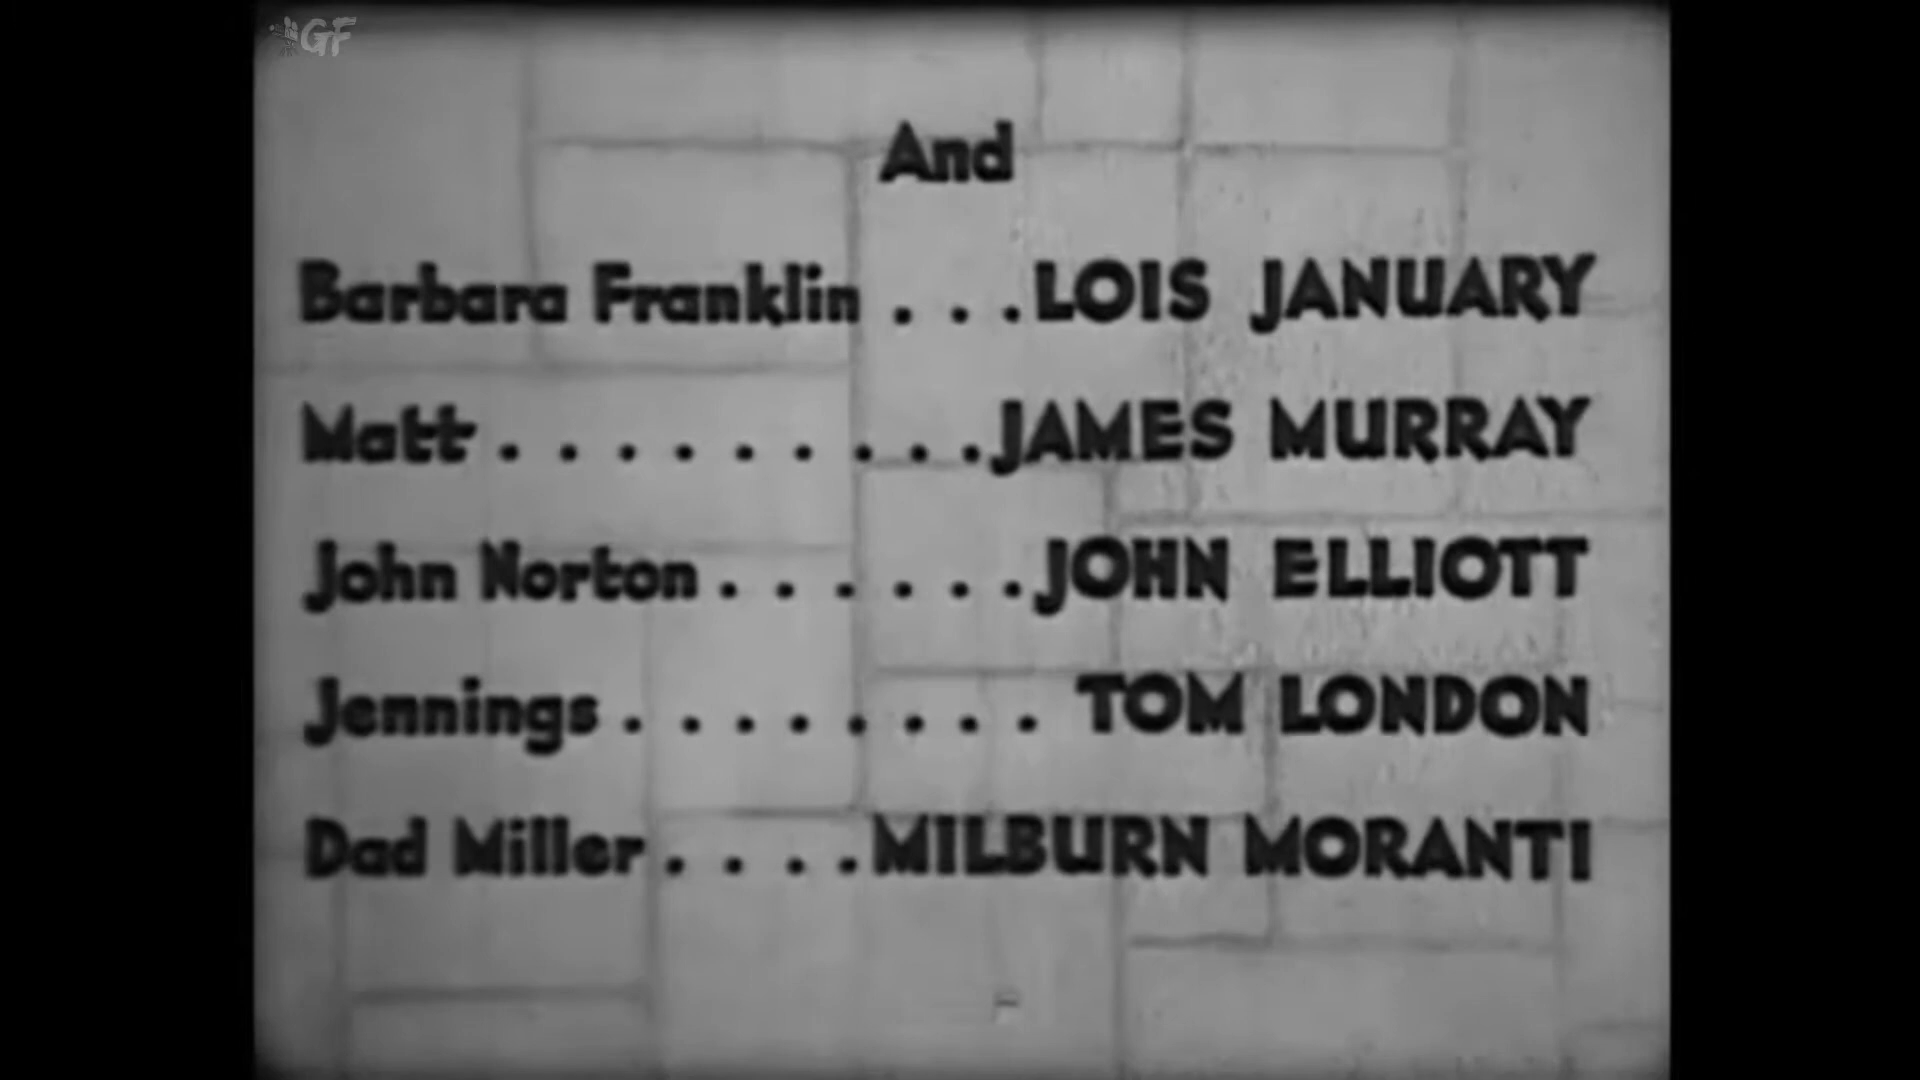 GF
And
Barbara Franklin . . . LOIS JANUARY
Matt . . . . . . . . . JAMES MURRAY
John Norton . . . . . . JOHN ELLIOTT
Jennings . . . . . . . . TOM LONDON
Dad Miller . . . . MILBURN MORANTI